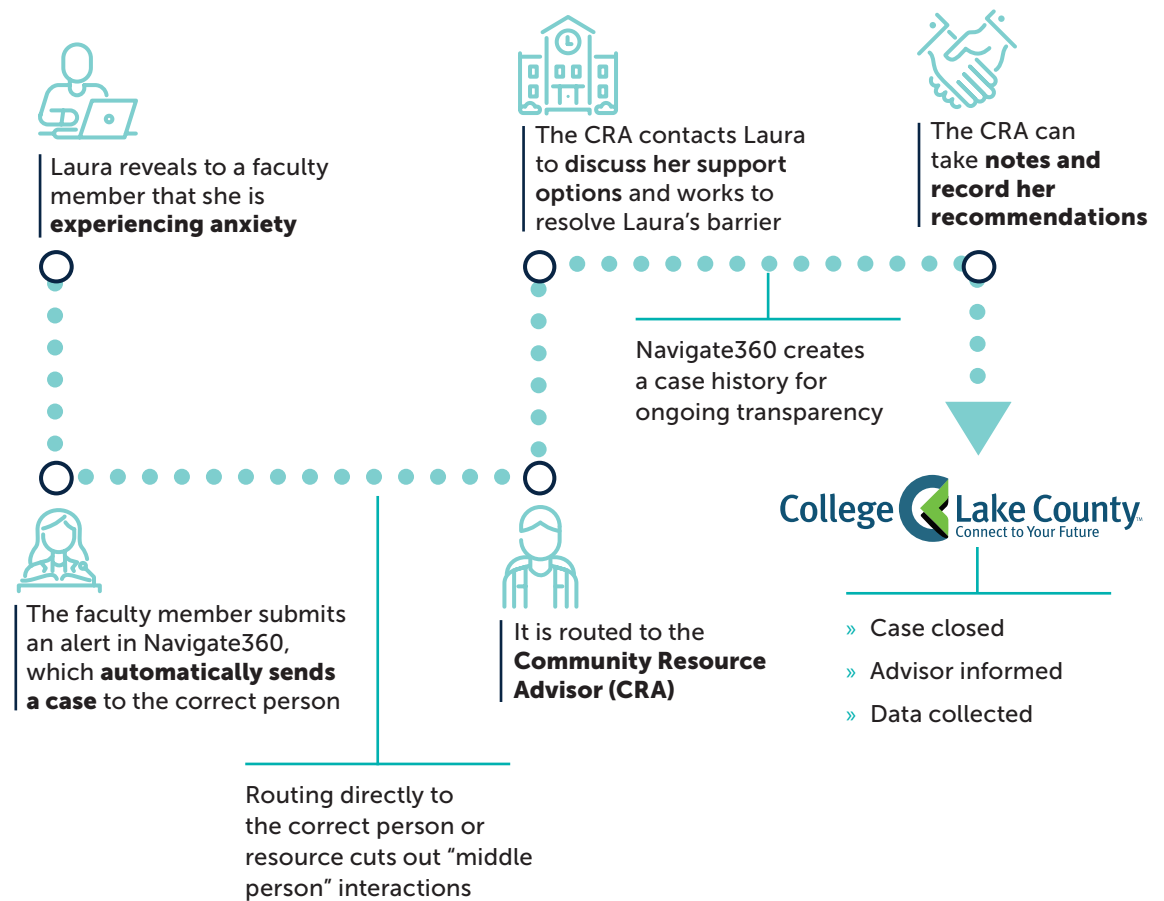 Laura reveals to a faculty
member that she is
experiencing anxiety
The faculty member submits
an alert in Navigate360,
which automatically sends
a case to the correct person
Routing directly to
the correct person or
resource cuts out “middle
person” interactions
It is routed to the
Community Resource
Advisor (CRA)
The CRA contacts Laura
to discuss her support
options and works to
resolve Laura’s barrier
Navigate360 creates
a case history for
ongoing transparency
The CRA can
take notes and
record her
recommendations
College Lake County™
Connect to Your Future
» Case closed
» Advisor informed
» Data collected